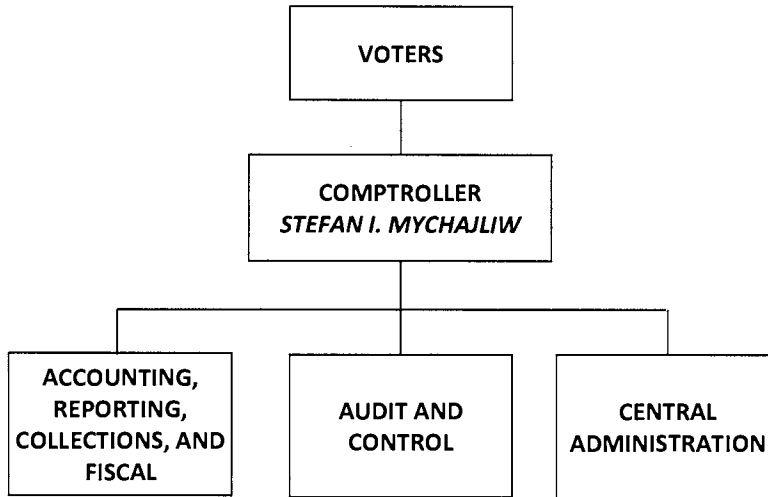 VOTERS
COMPTROLLER
STEFAN I. MYCHAJLIW
ACCOUNTING,
REPORTING,
COLLECTIONS, AND
FISCAL
AUDIT AND
CONTROL
CENTRAL
ADMINISTRATION